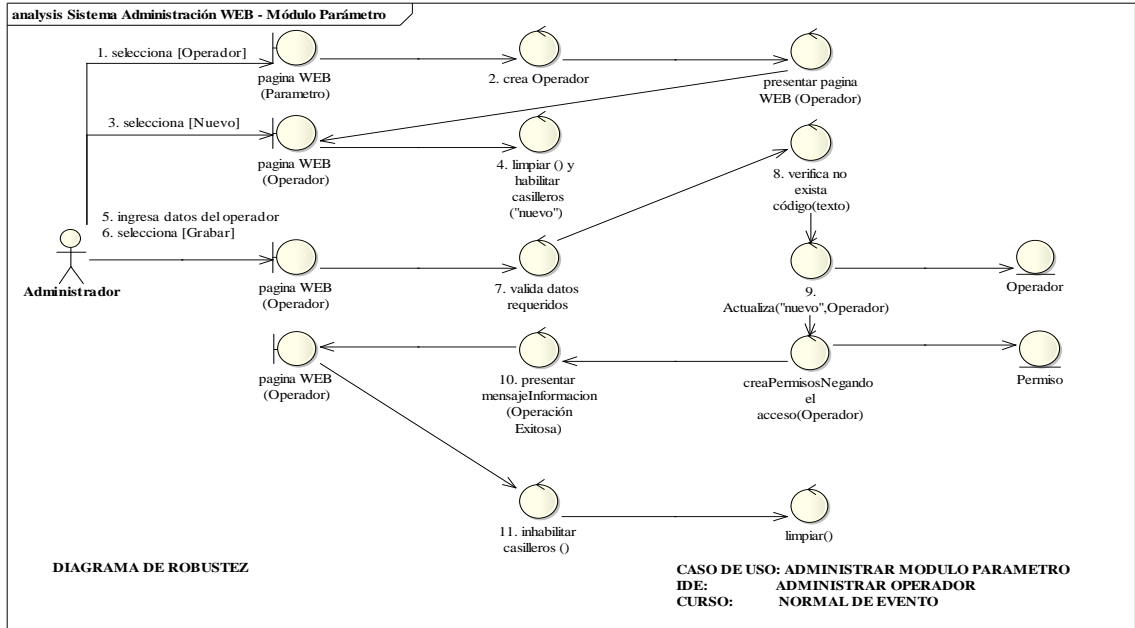 analysis Sistema Administración WEB - Módulo Parámetro
1. selecciona [Operador]
pagina WEB
(Parametro)
2. crea Operador
presentar pagina
WEB (Operador)
3. selecciona [Nuevo]
pagina WEB
(Operador)
4. limpiar () y
habilitar
casilleros
("nuevo")
8. verifica no
exista
código(texto)
5. ingresa datos del operador
6. selecciona [Grabar]
Administrador
pagina WEB
(Operador)
7. valida datos
requeridos
9.
Actualiza("nuevo",Operador)
Operador
pagina WEB
(Operador)
10. presentar
mensajeInformacion
(Operación
Exitosa)
creaPermisosNegando
el
acceso(Operador)
Permiso
11. inhabilitar
casilleros ()
limpiar()
DIAGRAMA DE ROBUSTEZ
CASO DE USO: ADMINISTRAR MODULO PARAMETRO
IDE: ADMINISTRAR OPERADOR
CURSO: NORMAL DE EVENTO